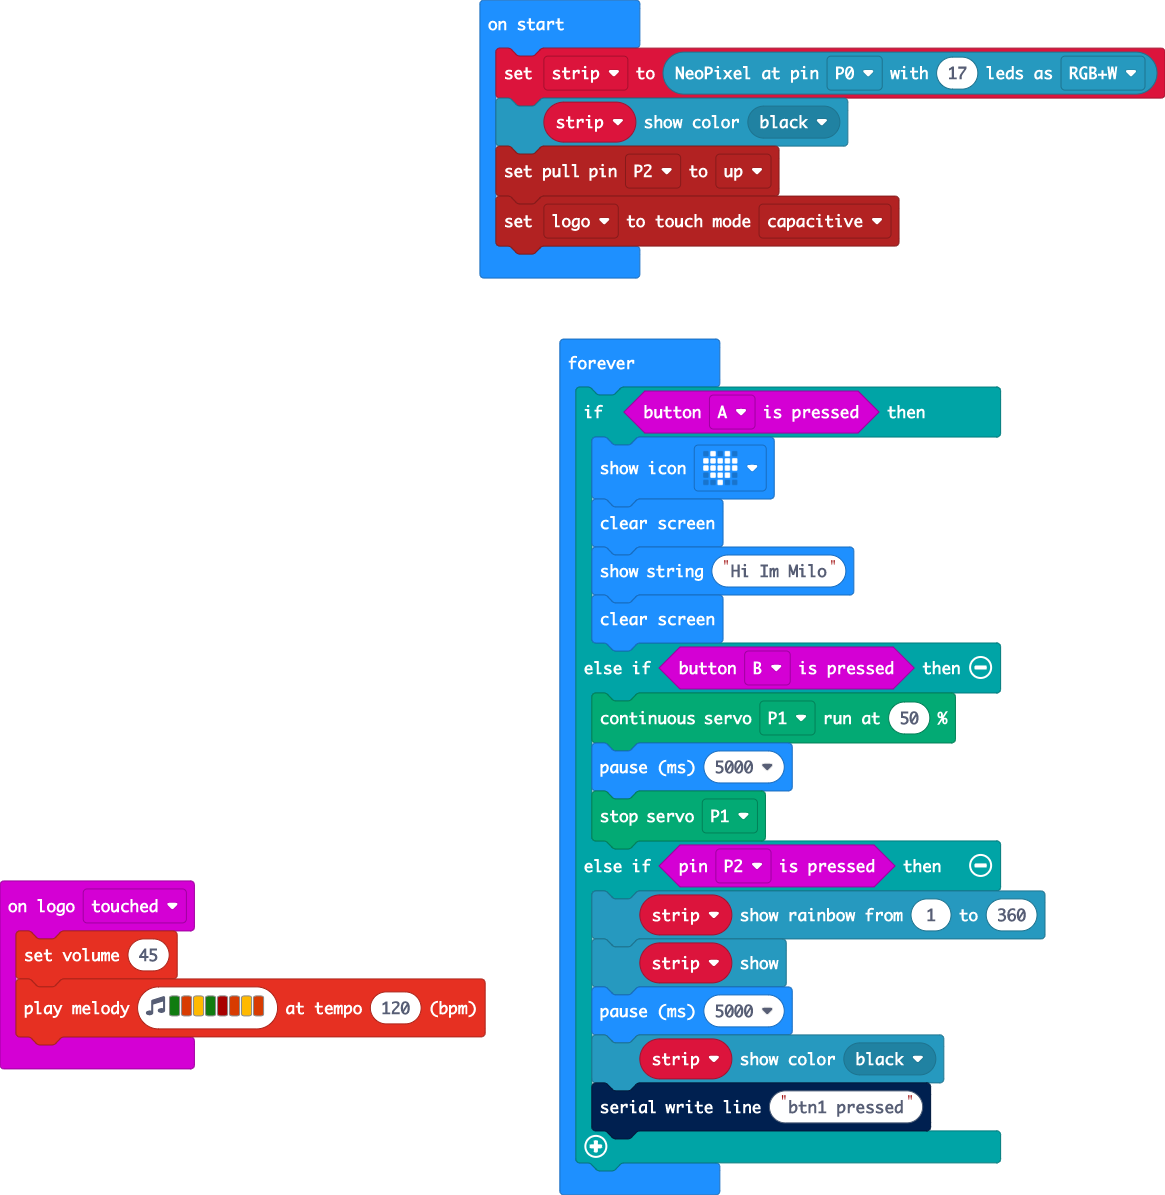 on start
set strip to NeoPixel at pin P0 with 17 leds as RGB+W
strip show color black
set pull pin P2 to up
set logo to touch mode capacitive
forever
if button A is pressed then
show icon
clear screen
show string "Hi Im Milo"
clear screen
else if button B is pressed then
continuous servo P1 run at 50 %
pause (ms) 5000
stop servo P1
else if pin P2 is pressed then
strip show rainbow from 1 to 360
strip show
pause (ms) 5000
strip show color black
serial write line "btn1 pressed"
on logo touched
set volume 45
play melody at tempo 120 (bpm)